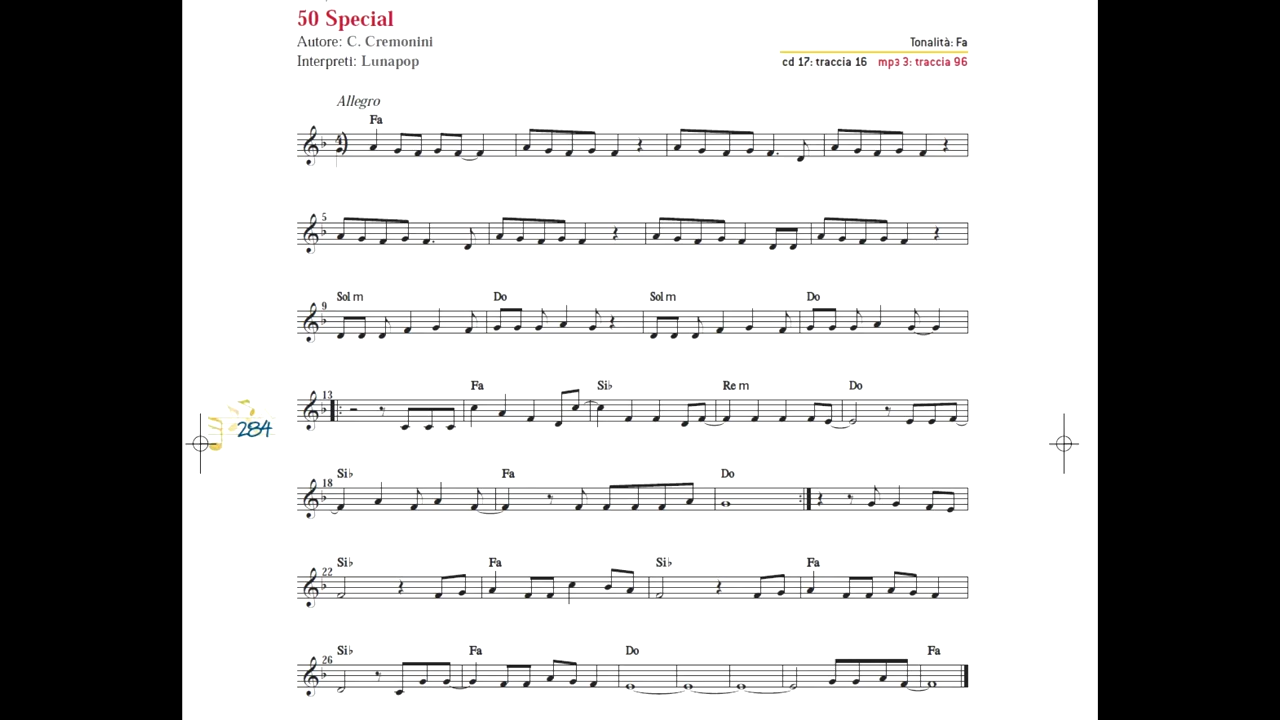 50 Special
Autore: C. Cremonini
Tonalità: Fa
Interpreti: Lunapop
cd 17: traccia 16 mp3 3: traccia 96
Allegro
Fa
4
5
Sol m Do Sol m Do
9
Fa Si♭ Re m Do
13
284
Si♭ Fa Do
18
Si♭ Fa Si♭ Fa
22
Si♭ Fa Do Fa
26